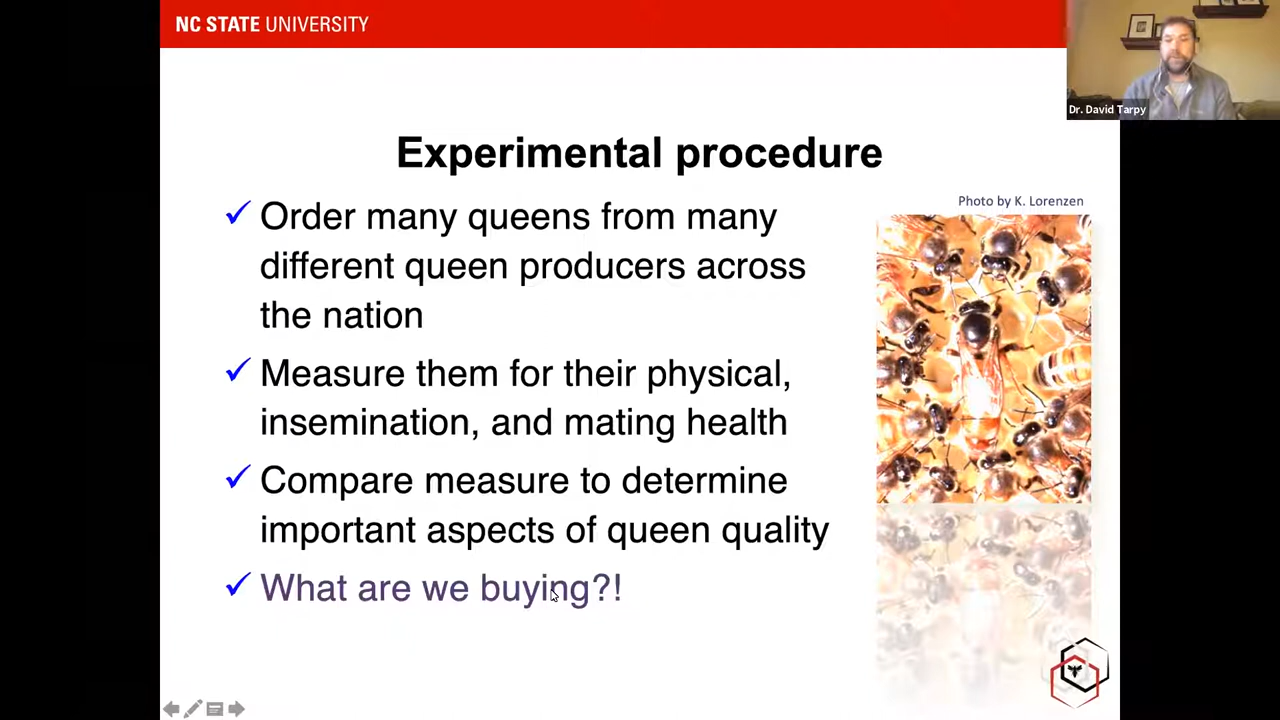 NC STATE UNIVERSITY
Dr. David Tarpy
Experimental procedure
Photo by K. Lorenzen
✓ Order many queens from many
different queen producers across
the nation
✓ Measure them for their physical,
insemination, and mating health
✓ Compare measure to determine
important aspects of queen quality
✓ What are we buying?!